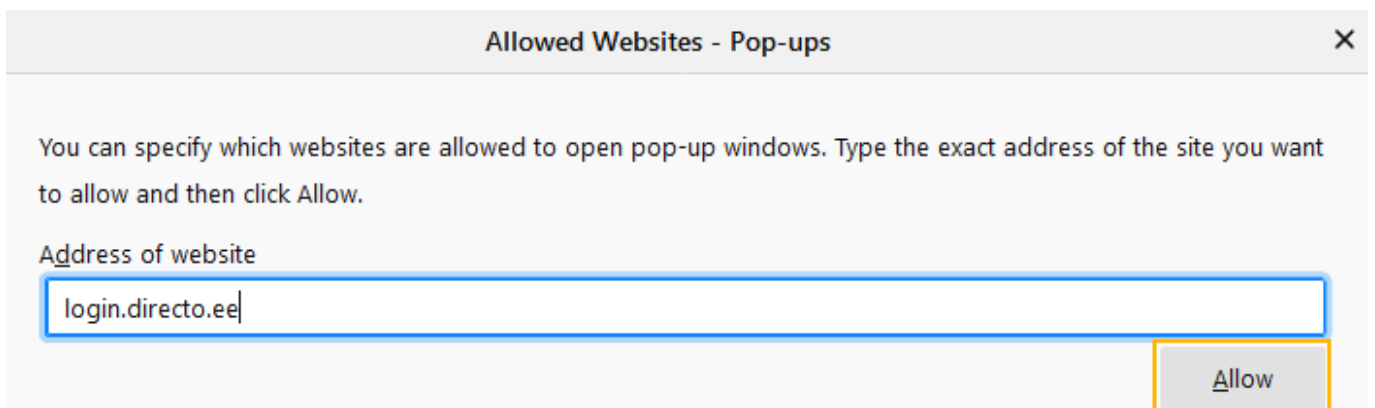 Allowed Websites - Pop-ups
You can specify which websites are allowed to open pop-up windows. Type the exact address of the site you want
to allow and then click Allow.
Address of website
login.directo.ee
Allow